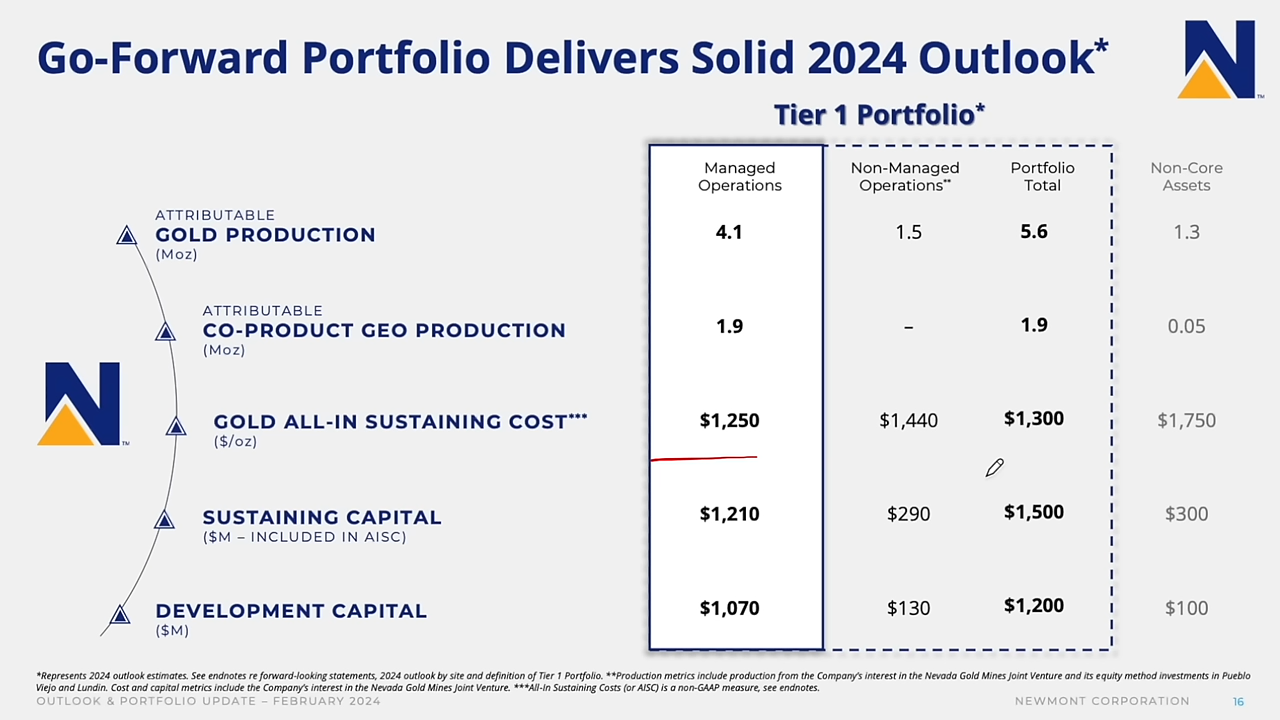 Go-Forward Portfolio Delivers Solid 2024 Outlook*
Tier 1 Portfolio*
Managed Operations
Non-Managed Operations**
Portfolio Total
Non-Core Assets
ATTRIBUTABLE
GOLD PRODUCTION
(Moz)
4.1 1.5 5.6 1.3
ATTRIBUTABLE
CO-PRODUCT GEO PRODUCTION
(Moz)
1.9 – 1.9 0.05
GOLD ALL-IN SUSTAINING COST***
($/oz)
$1,250 $1,440 $1,300 $1,750
SUSTAINING CAPITAL
($M – INCLUDED IN AISC)
$1,210 $290 $1,500 $300
DEVELOPMENT CAPITAL
($M)
$1,070 $130 $1,200 $100
N
TM
N
TM
*Represents 2024 outlook estimates. See endnotes re forward-looking statements, 2024 outlook by site and definition of Tier 1 Portfolio. **Production metrics include production from the Company's interest in the Nevada Gold Mines Joint Venture and its equity method investments in Pueblo
Viejo and Lundin. Cost and capital metrics include the Company's interest in the Nevada Gold Mines Joint Venture. ***All-In Sustaining Costs (or AISC) is a non-GAAP measure, see endnotes.
OUTLOOK & PORTFOLIO UPDATE – FEBRUARY 2024
NEWMONT CORPORATION 16